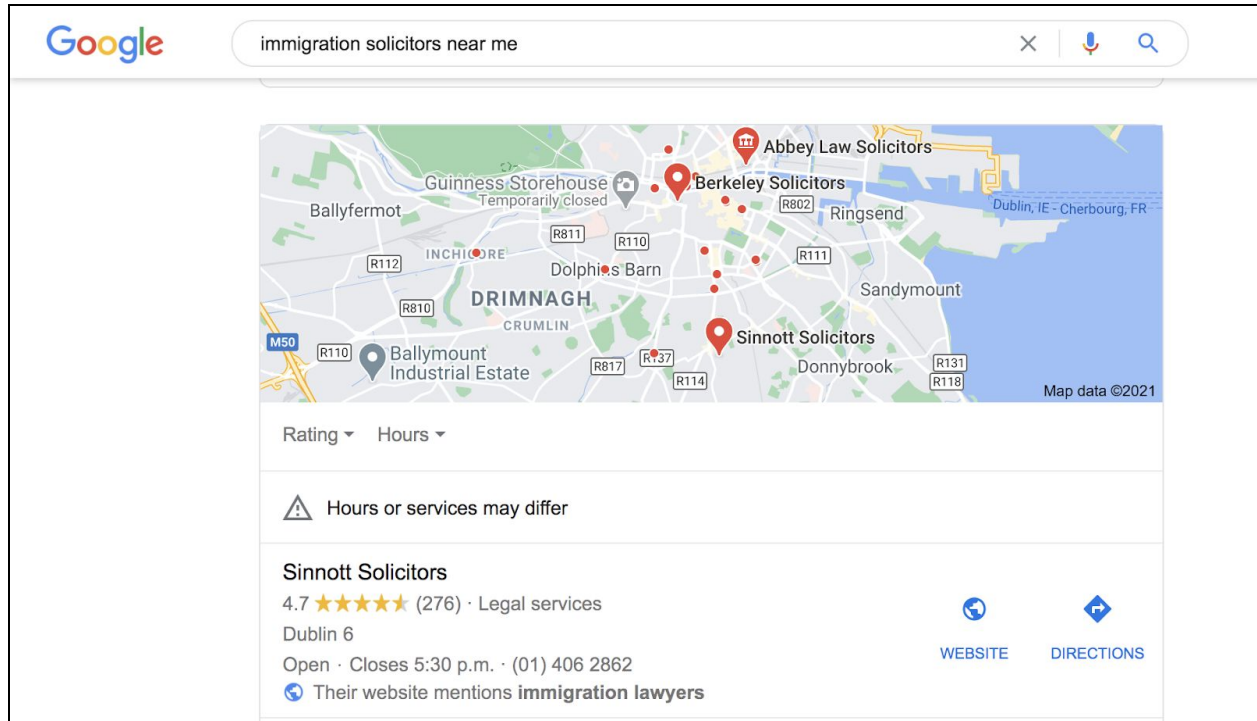 Google
immigration solicitors near me
Abbey Law Solicitors
Guinness Storehouse
Temporarily closed
Berkeley Solicitors
Ballyfermot
R802
Ringsend
Dublin, IE - Cherbourg, FR
R811
R110
INCHICORE
R112
Dolphins Barn
R111
Sandymount
R810
DRIMNAGH
CRUMLIN
Sinnott Solicitors
M50
R110
Ballymount
Industrial Estate
R817
R137
R114
Donnybrook
R131
R118
Map data ©2021
Rating
Hours
Hours or services may differ
Sinnott Solicitors
4.7 (276) · Legal services
Dublin 6
Open · Closes 5:30 p.m. · (01) 406 2862
Their website mentions immigration lawyers
WEBSITE
DIRECTIONS